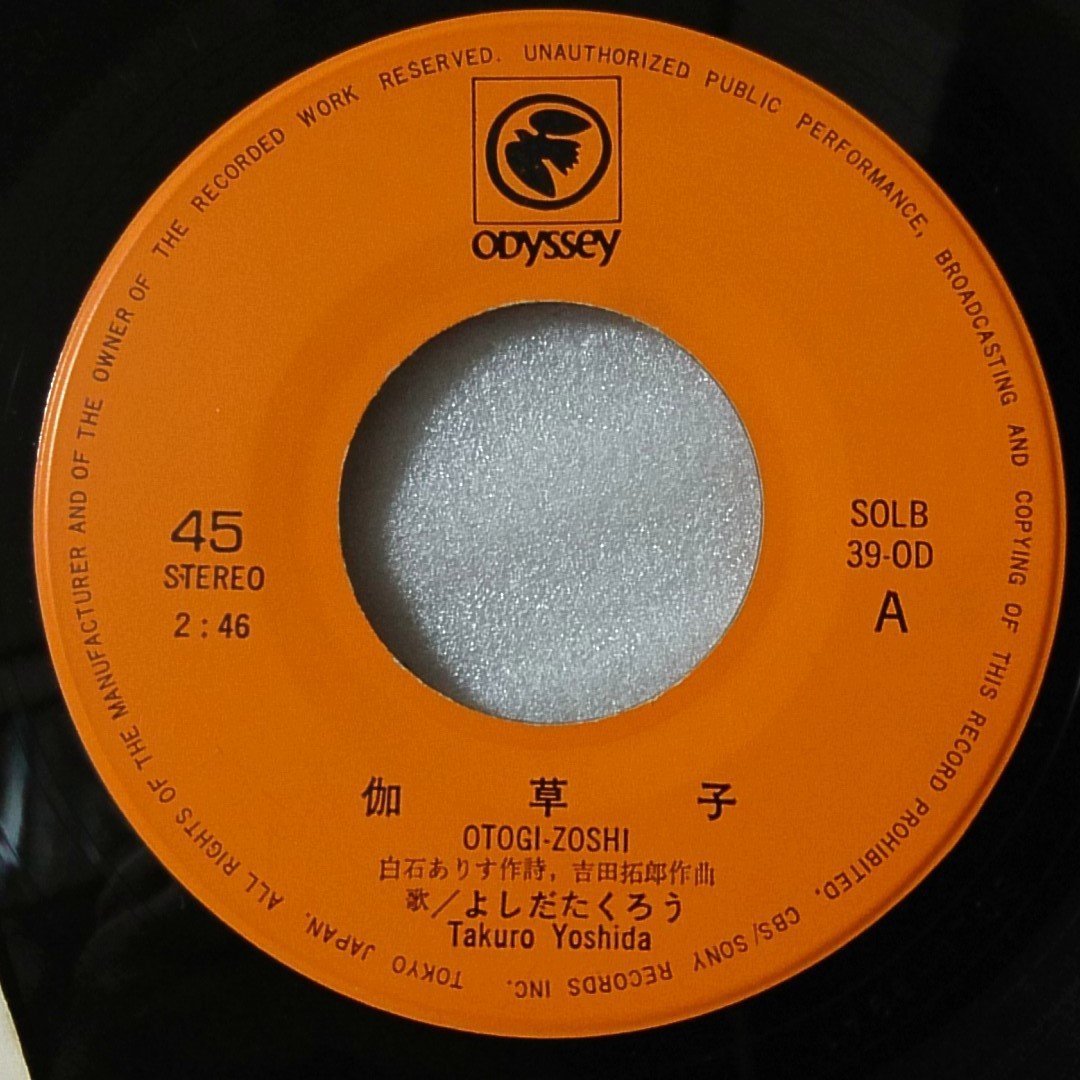 ALL RIGHTS OF THE MANUFACTURER AND OF THE OWNER OF THE RECORDED WORK RESERVED. UNAUTHORIZED PUBLIC PERFORMANCE, BROADCASTING AND COPYING OF THIS RECORD PROHIBITED. CBS/SONY RECORDS INC. TOKYO JAPAN.
ODYSSEY
45
STEREO
2:46
SOLB
39-OD
A
伽草子
OTOGI-ZOSHI
白石ありす作詩, 吉田拓郎作曲
歌/よしだたくろう
Takuro Yoshida